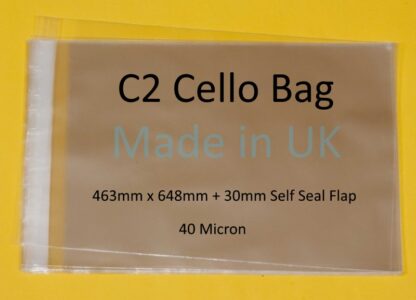 C2 Cello Bag
Made in UK
463mm x 648mm + 30mm Self Seal Flap
40 Micron